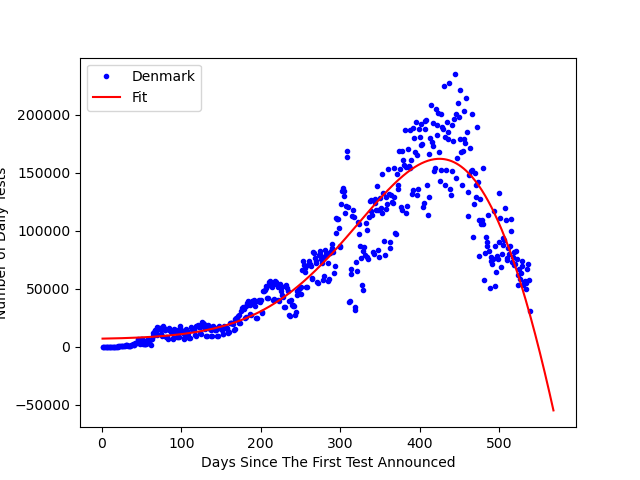 Denmark
Fit
Number of Daily Tests
200000
150000
100000
50000
0
−50000
0 100 200 300 400 500
Days Since The First Test Announced